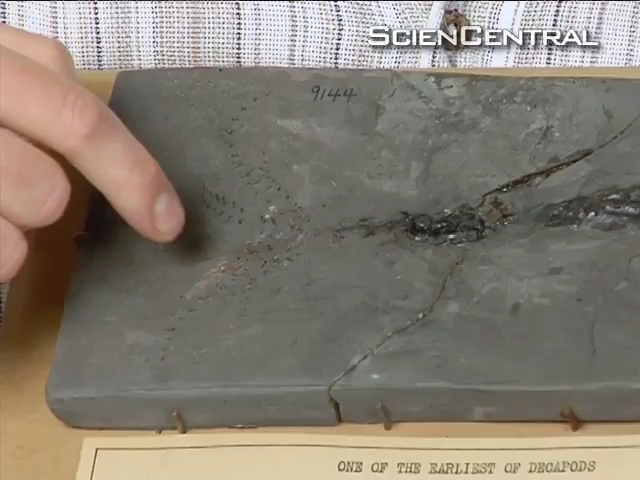 SCIENCENTRAL
9144
ONE OF THE EARLIEST OF DECAPODS